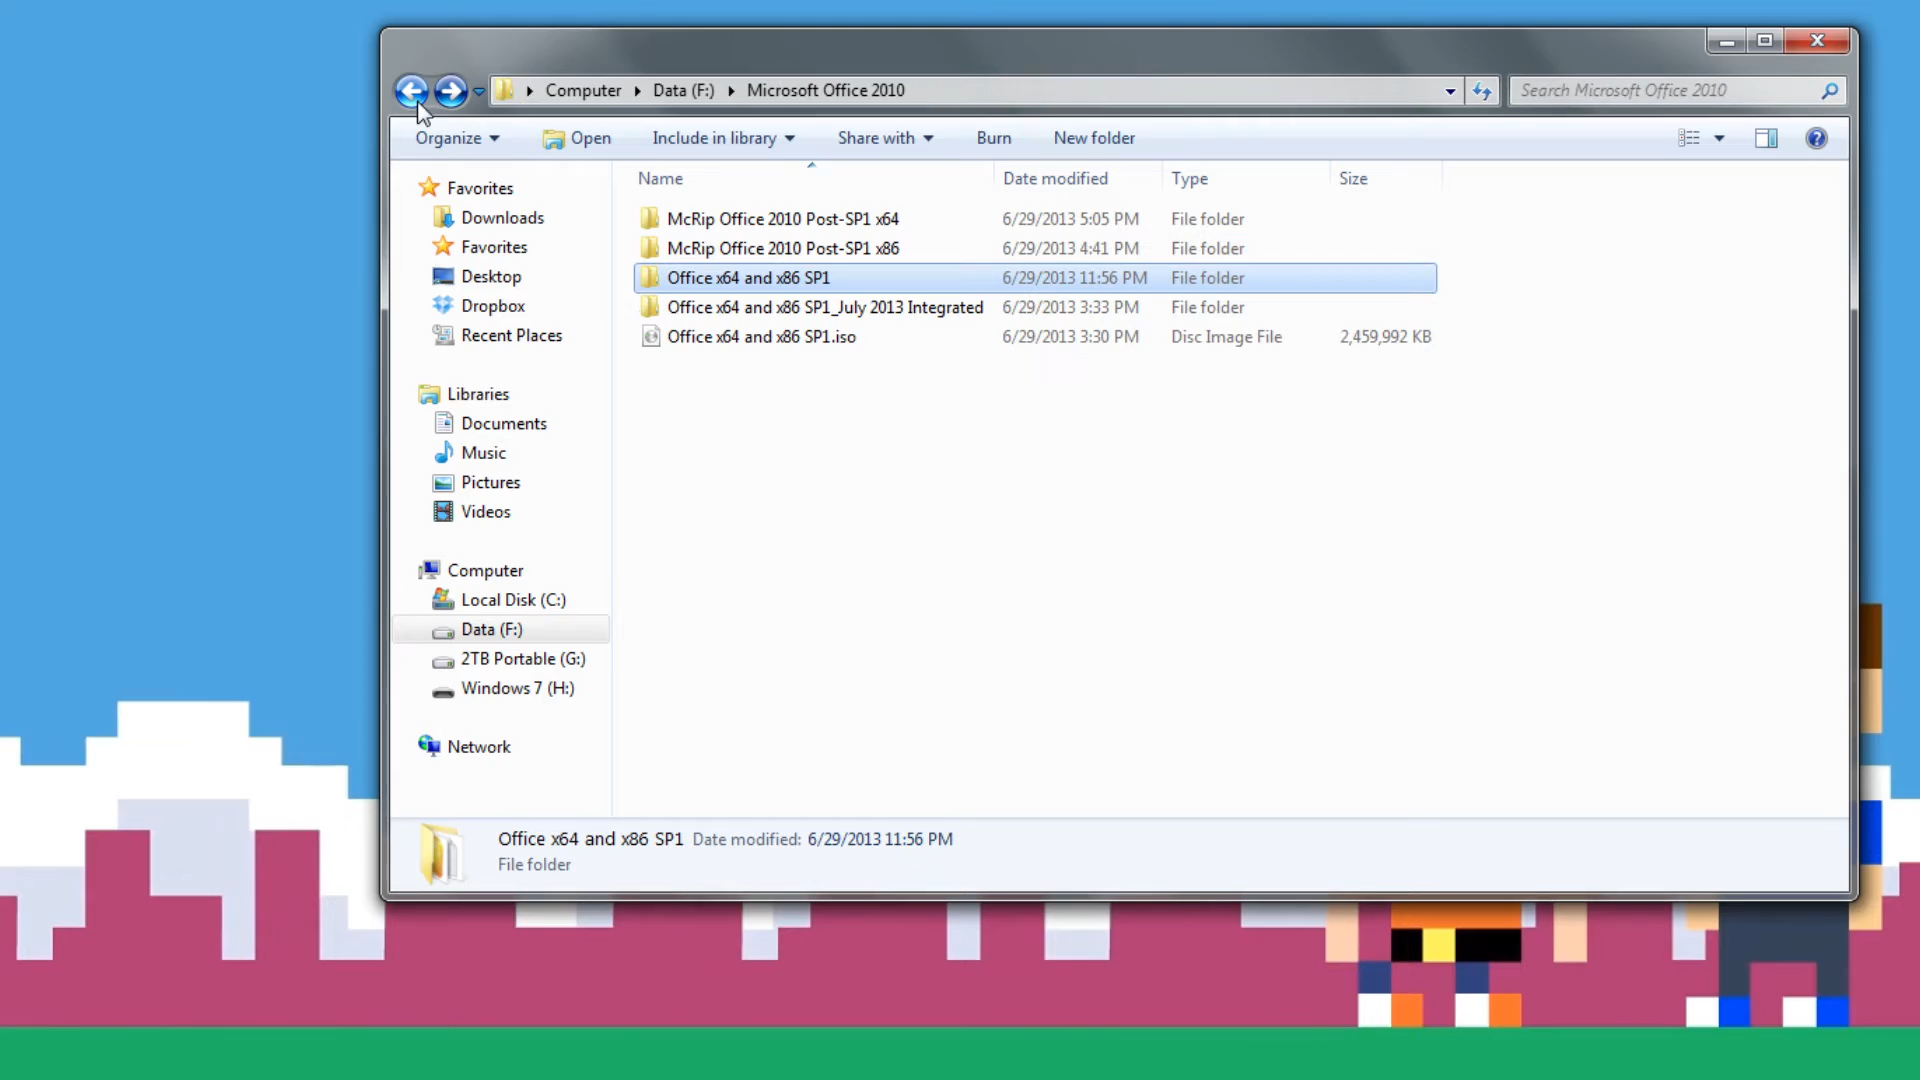 Computer Data (F:) Microsoft Office 2010
Search Microsoft Office 2010
Organize Open Include in library Share with Burn New folder
Name Date modified Type Size
McRip Office 2010 Post-SP1 x64 6/29/2013 5:05 PM File folder
McRip Office 2010 Post-SP1 x86 6/29/2013 4:41 PM File folder
Office x64 and x86 SP1 6/29/2013 11:56 PM File folder
Office x64 and x86 SP1_July 2013 Integrated 6/29/2013 3:33 PM File folder
Office x64 and x86 SP1.iso 6/29/2013 3:30 PM Disc Image File 2,459,992 KB
Favorites
Downloads
Favorites
Desktop
Dropbox
Recent Places
Libraries
Documents
Music
Pictures
Videos
Computer
Local Disk (C:)
Data (F:)
2TB Portable (G:)
Windows 7 (H:)
Network
Office x64 and x86 SP1 Date modified: 6/29/2013 11:56 PM
File folder